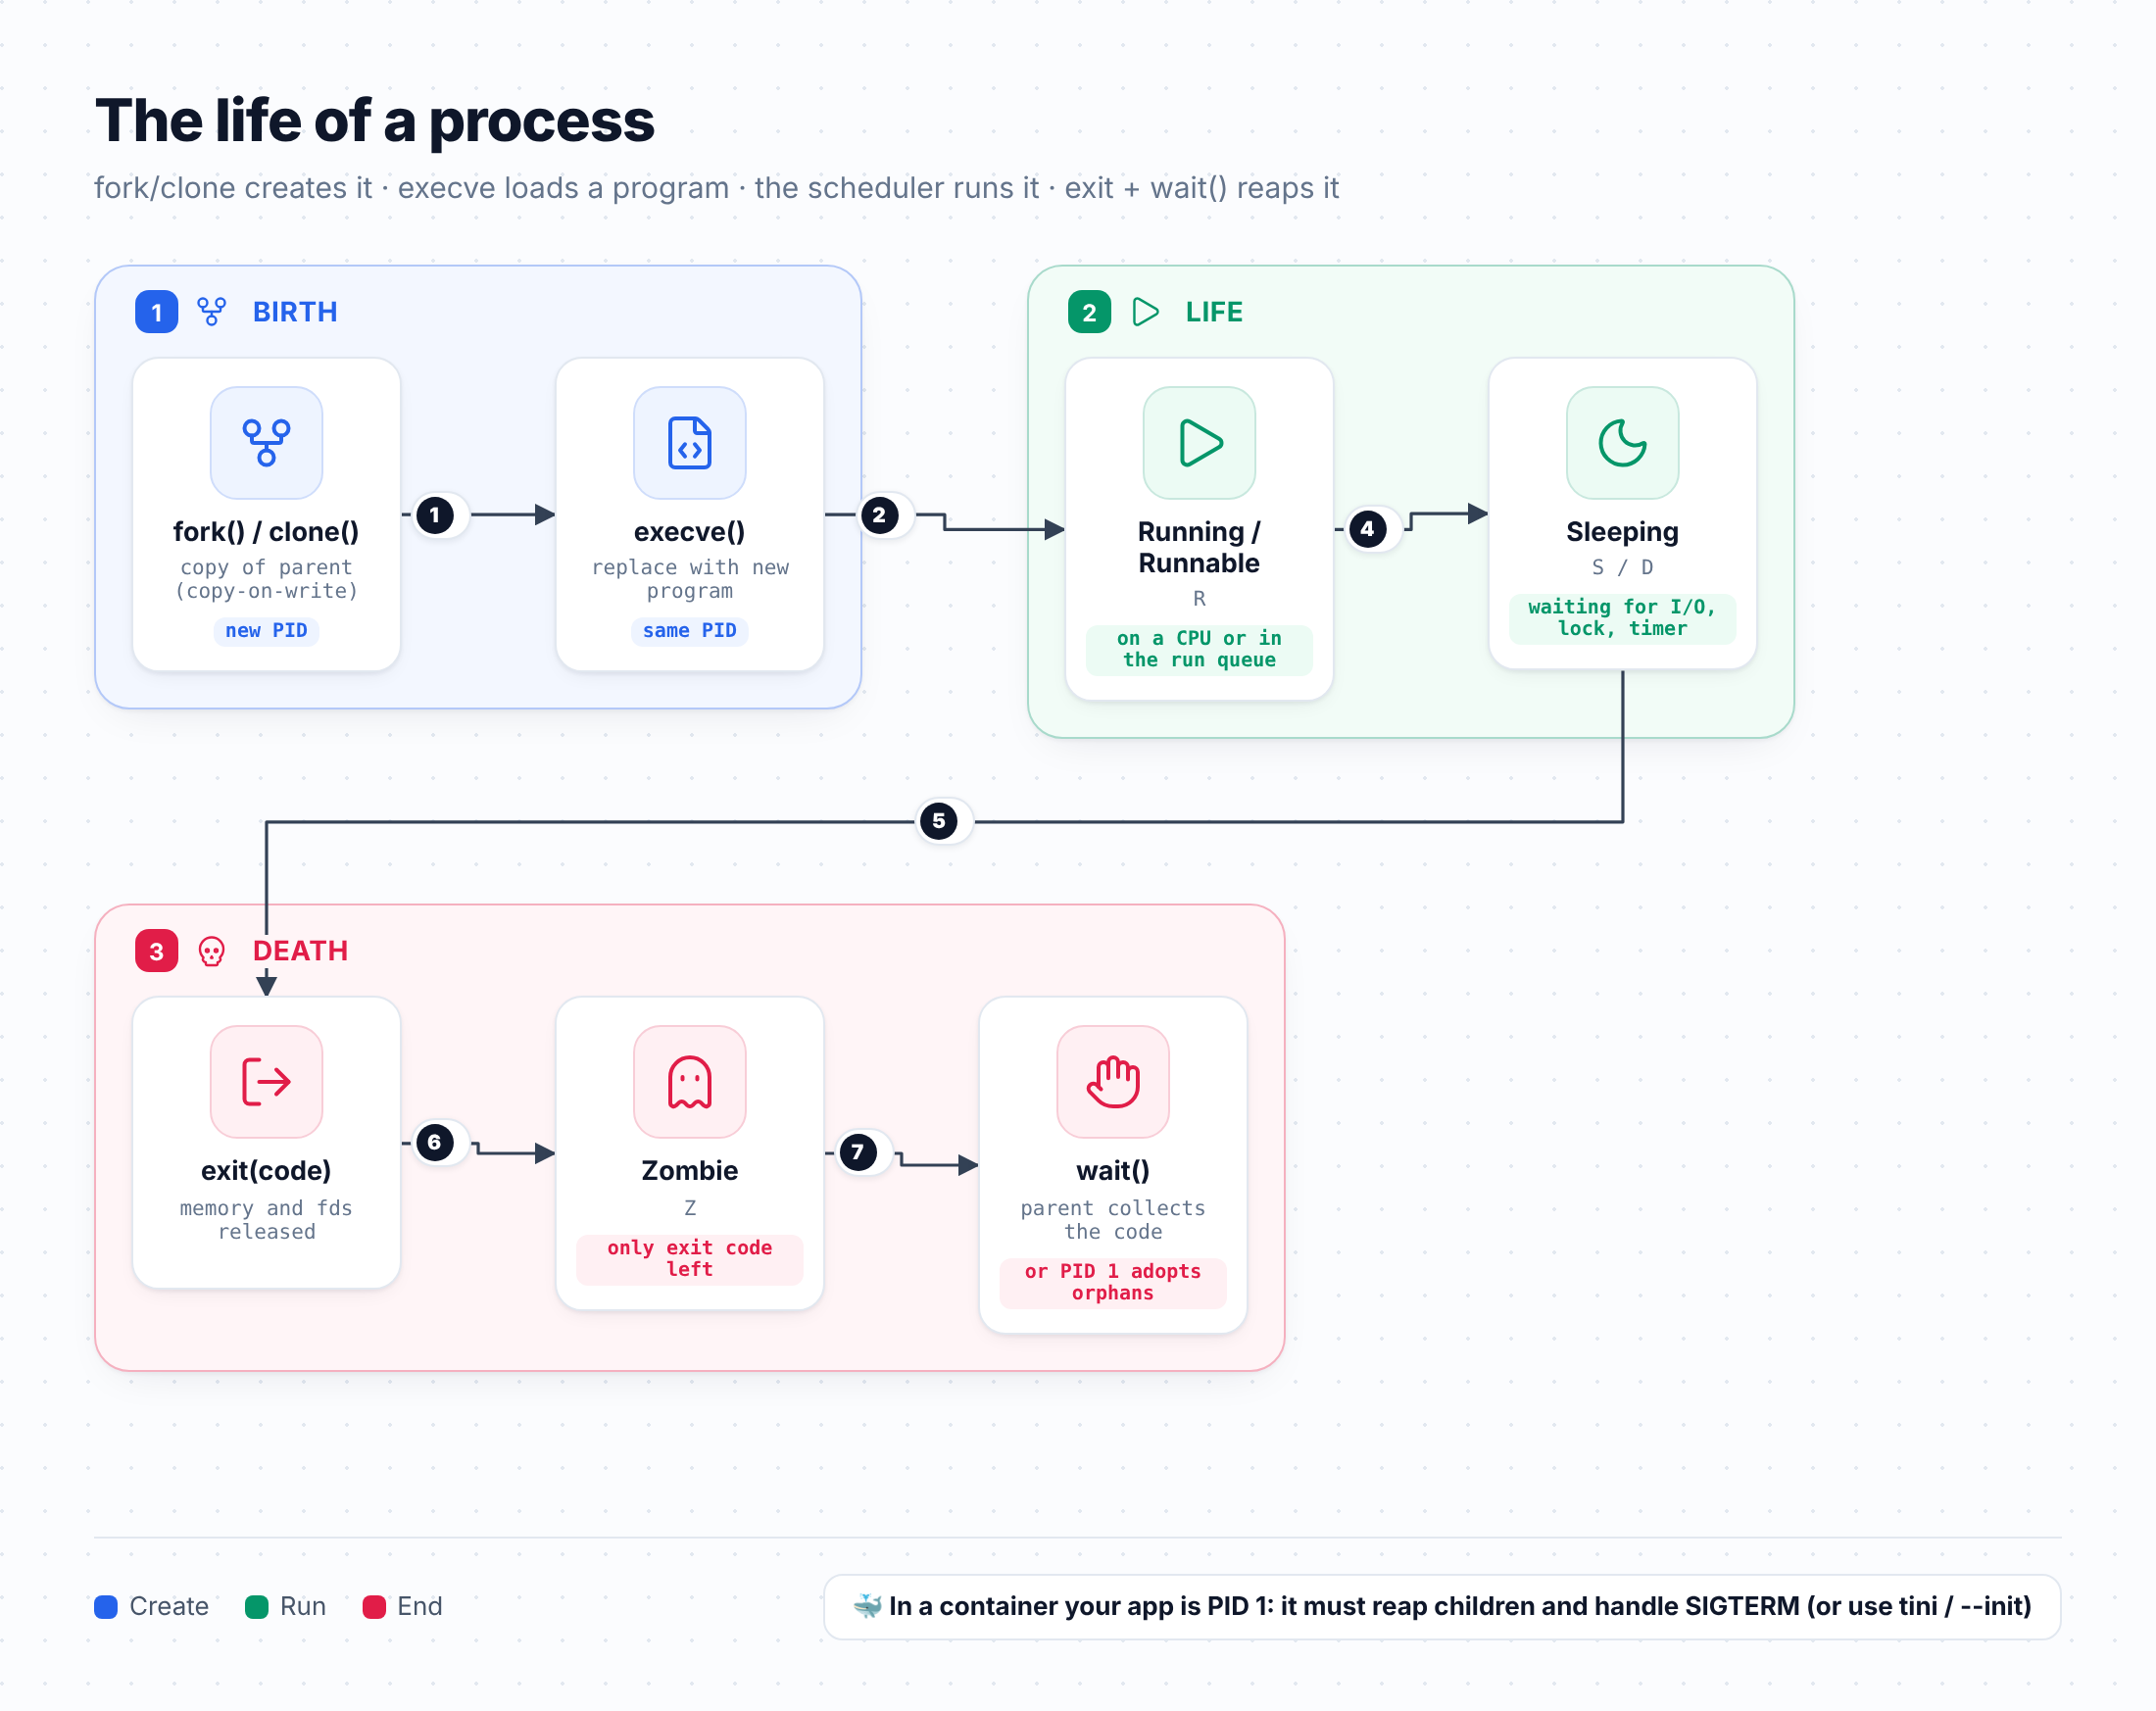 The life of a process
fork/clone creates it · execve loads a program · the scheduler runs it · exit + wait() reaps it
1 BIRTH
fork() / clone()
copy of parent
(copy-on-write)
new PID
1
execve()
replace with new
program
same PID
2
2 LIFE
Running /
Runnable
R
on a CPU or in
the run queue
4
Sleeping
S / D
waiting for I/O,
lock, timer
5
3 DEATH
exit(code)
memory and fds
released
6
Zombie
Z
only exit code
left
7
wait()
parent collects
the code
or PID 1 adopts
orphans
Create
Run
End
🐳 In a container your app is PID 1: it must reap children and handle SIGTERM (or use tini / --init)